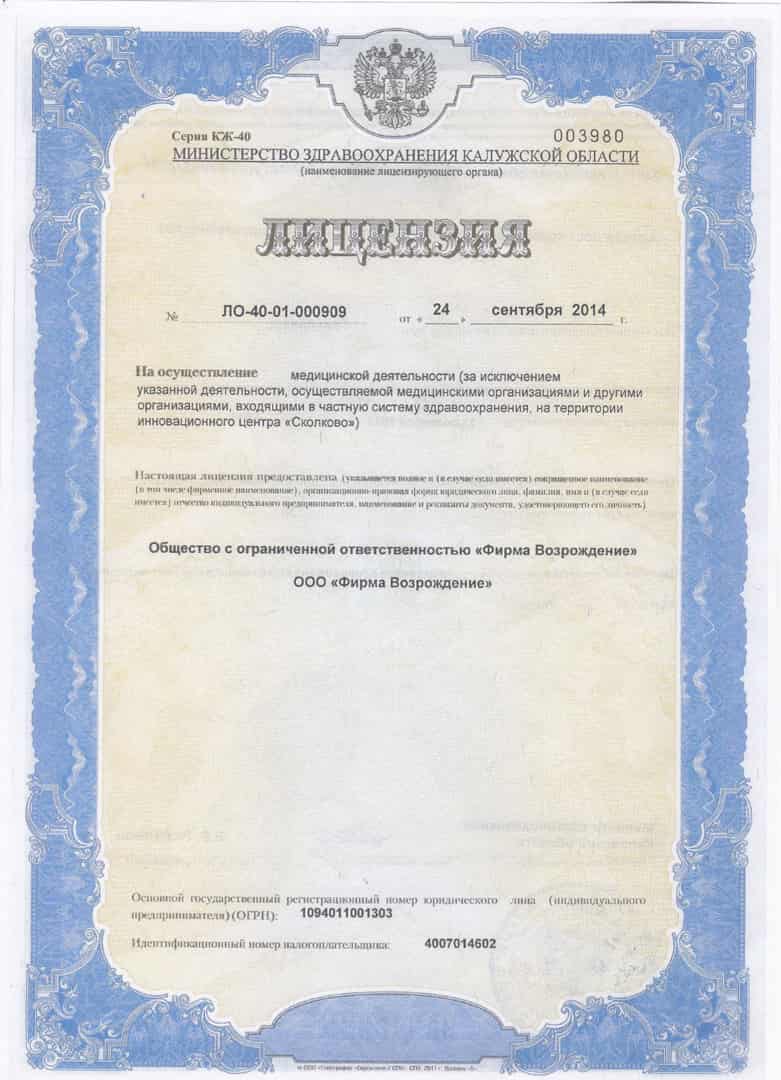 Серия КЖ-40 003980
МИНИСТЕРСТВО ЗДРАВООХРАНЕНИЯ КАЛУЖСКОЙ ОБЛАСТИ
(наименование лицензирующего органа)
ЛИЦЕНЗИЯ
№ ЛО-40-01-000909 от « 24 » сентября 2014 г.
На осуществление медицинской деятельности (за исключением
указанной деятельности, осуществляемой медицинскими организациями и другими
организациями, входящими в частную систему здравоохранения, на территории
инновационного центра «Сколково»)
Настоящая лицензия предоставлена (указывается полное и (в случае если имеется) сокращенное наименование
(в том числе фирменное наименование), организационно-правовая форма юридического лица, фамилия, имя и (в случае если
имеется) отчество индивидуального предпринимателя, наименование и реквизиты документа, удостоверяющего его личность)
Общество с ограниченной ответственностью «Фирма Возрождение»
ООО «Фирма Возрождение»
Основной государственный регистрационный номер юридического лица (индивидуального
предпринимателя) (ОГРН): 1094011001303
Идентификационный номер налогоплательщика: 4007014602